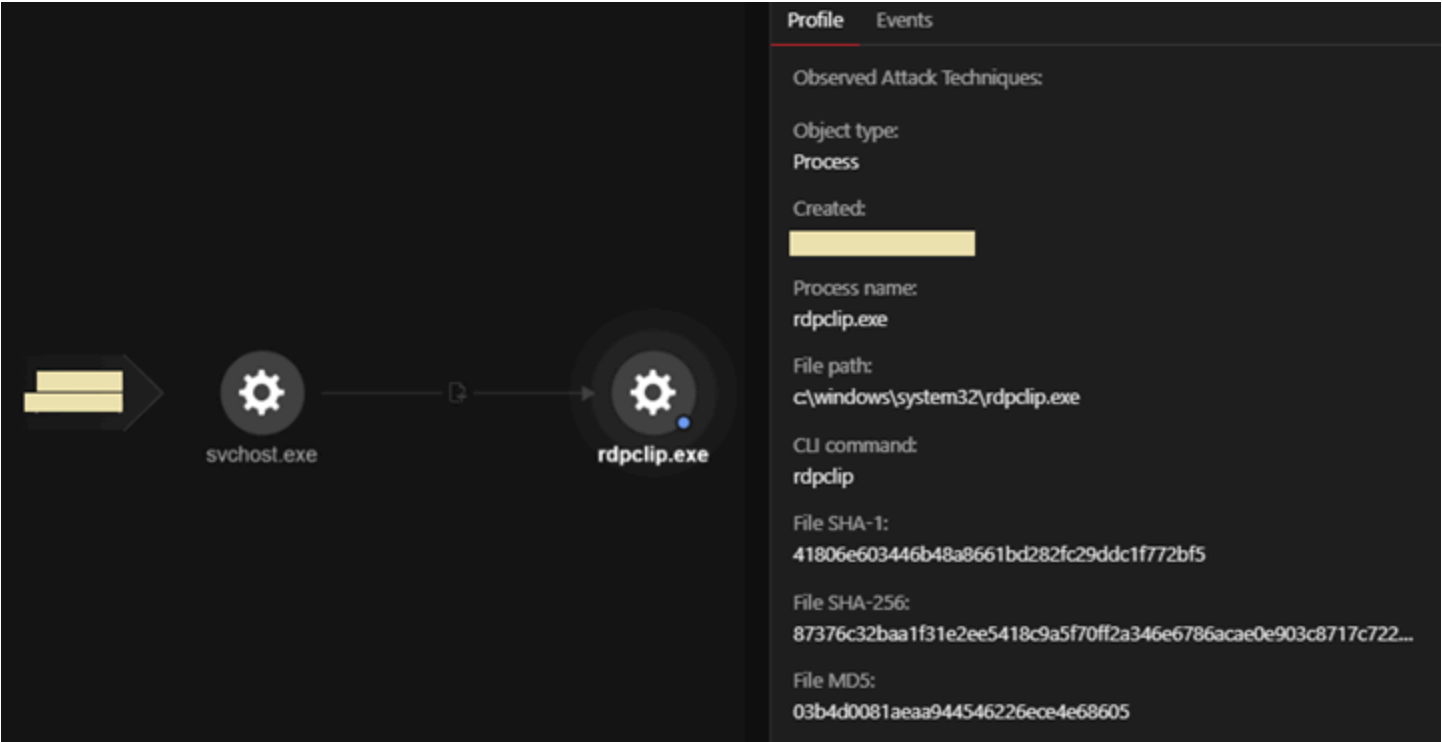 Profile Events
Observed Attack Techniques:
Object type:
Process
Created:
Process name:
rdpclip.exe
File path:
c:\windows\system32\rdpclip.exe
CLI command:
rdpclip
File SHA-1:
41806e603446b48a8661bd282fc29ddc1f772bf5
File SHA-256:
87376c32baa1f31e2ee5418c9a5f70ff2a346e6786acae0e903c8717c722...
File MD5:
03b4d0081aeaa944546226ece4e68605
svchost.exe
rdpclip.exe